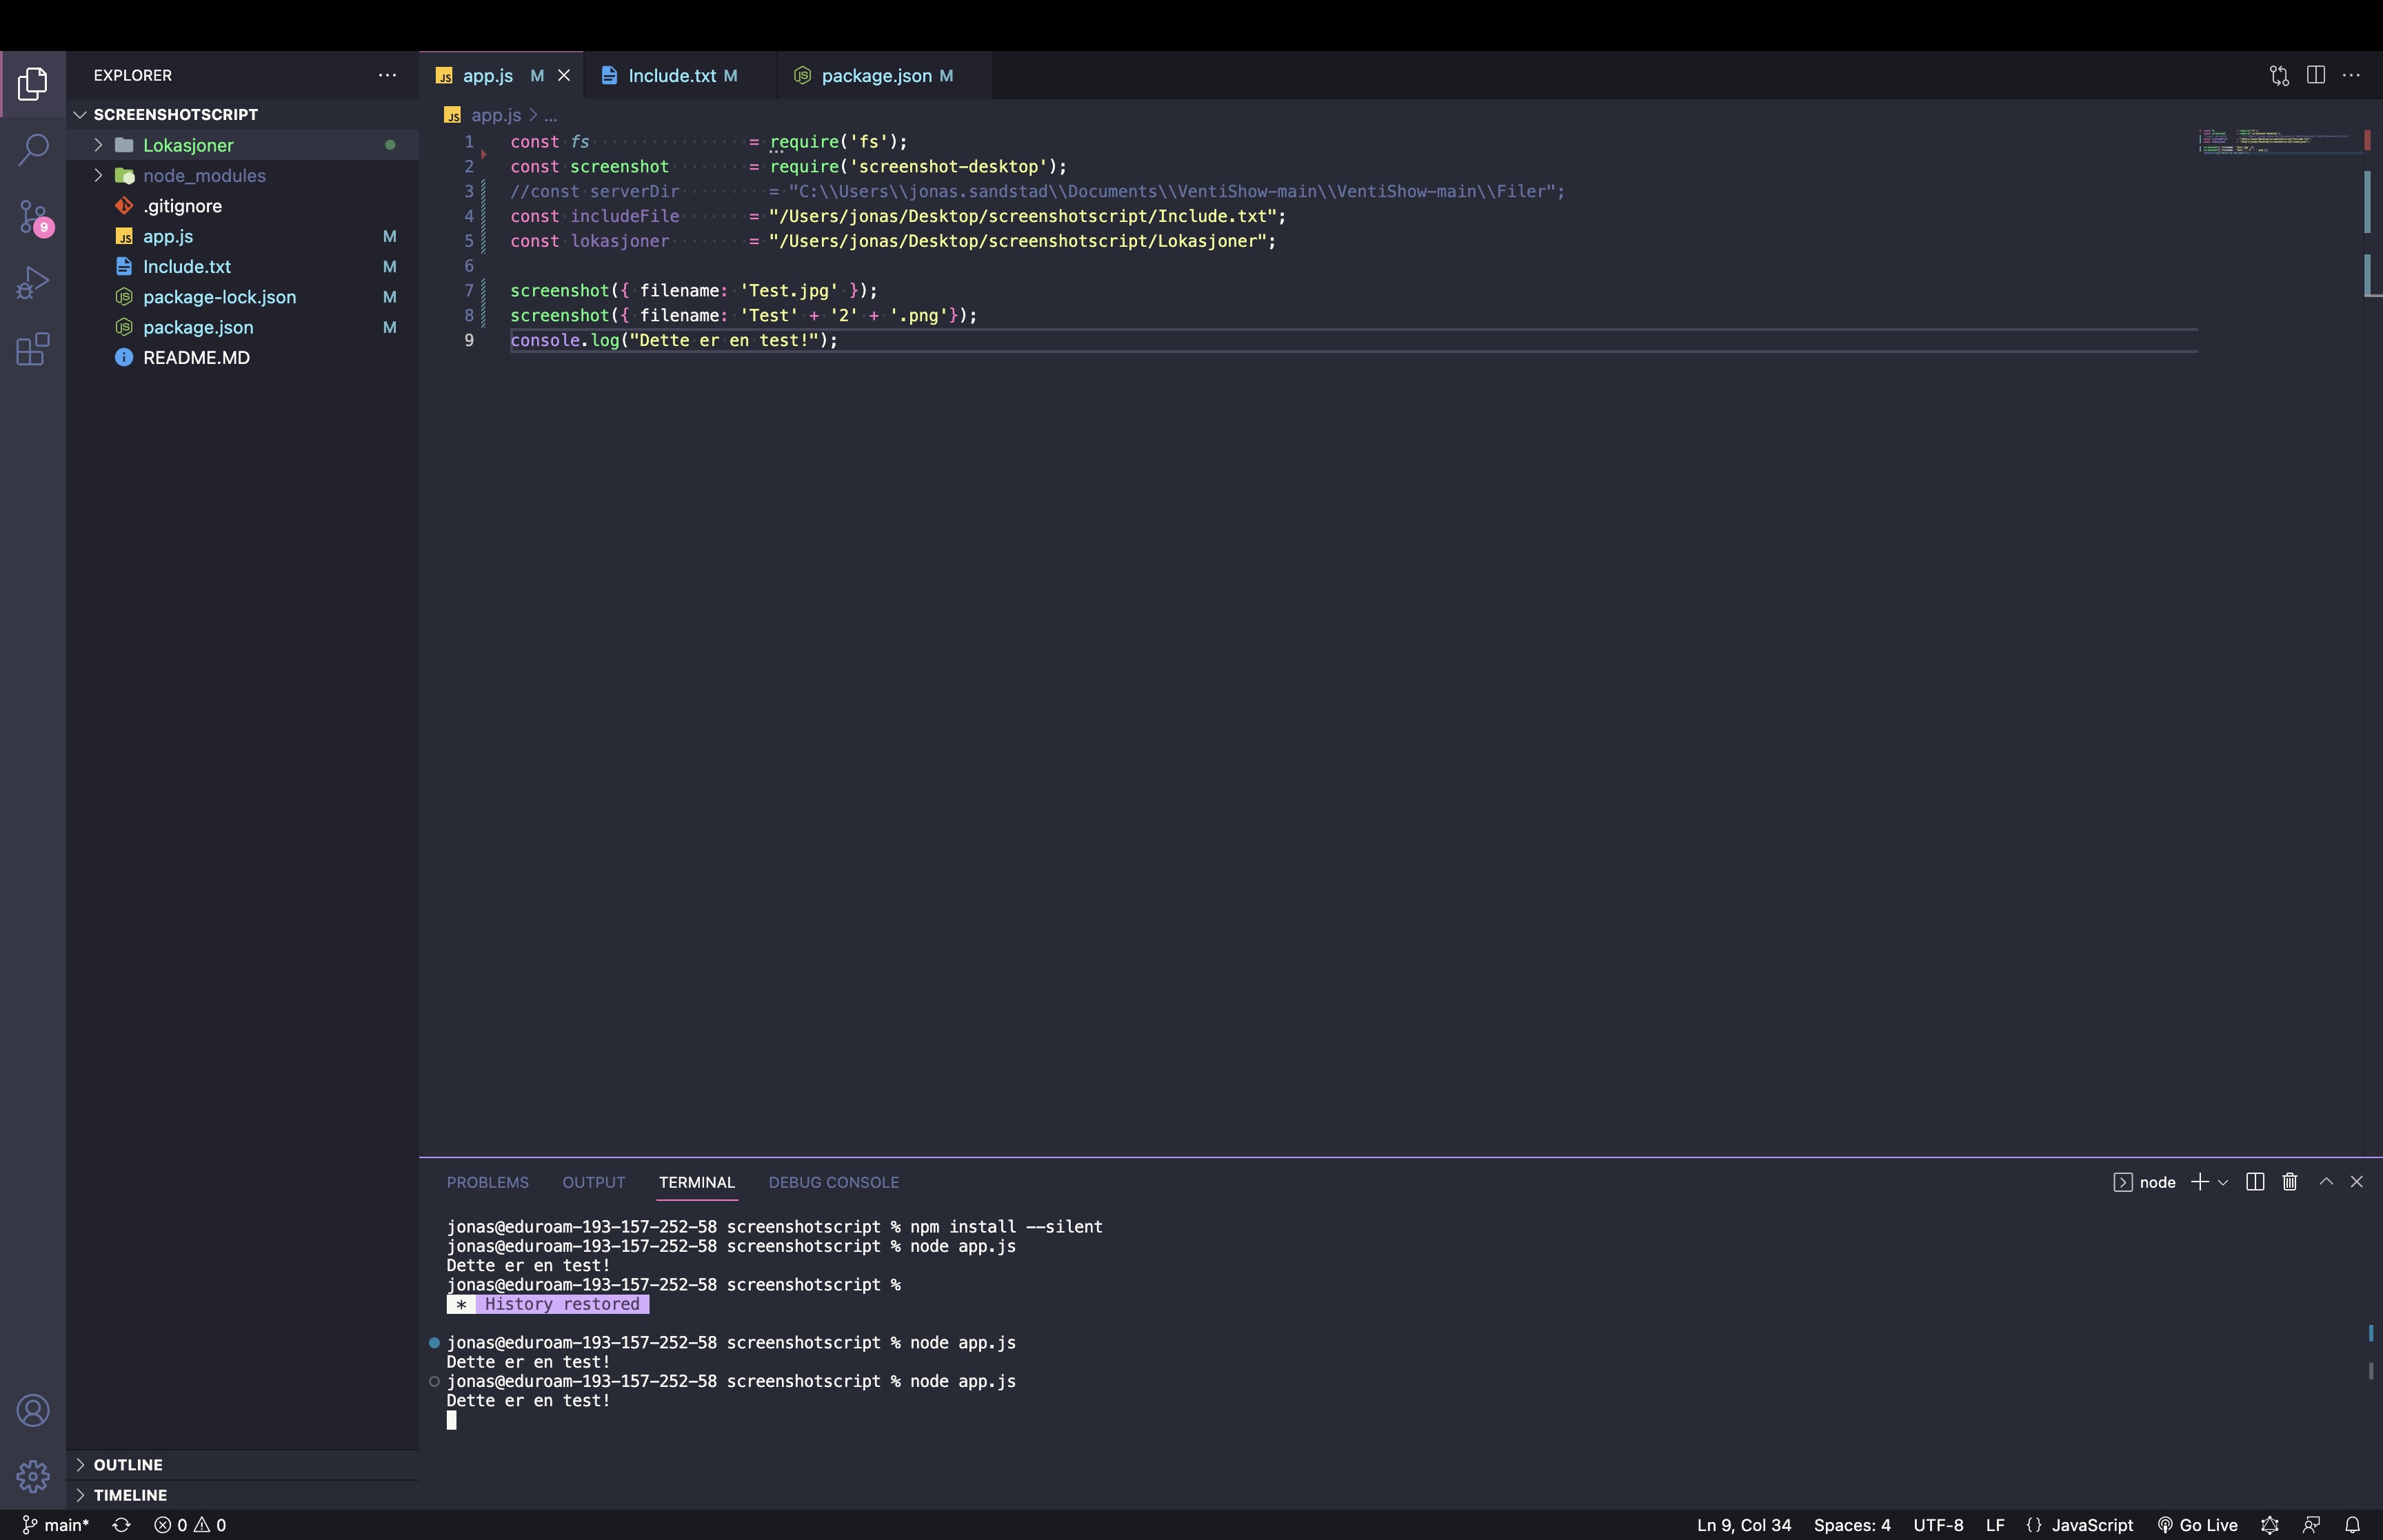 EXPLORER
SCREENSHOTSCRIPT
Lokasjoner
node_modules
.gitignore
app.js M
Include.txt M
package-lock.json M
package.json M
README.MD
OUTLINE
TIMELINE
9
app.js M
Include.txt M
package.json M
app.js > ...
1 const fs = require('fs');
2 const screenshot = require('screenshot-desktop');
3 //const serverDir = "C:\\Users\\jonas.sandstad\\Documents\\VentiShow-main\\VentiShow-main\\Filer";
4 const includeFile = "/Users/jonas/Desktop/screenshotscript/Include.txt";
5 const lokasjoner = "/Users/jonas/Desktop/screenshotscript/Lokasjoner";
6
7 screenshot({ filename: 'Test.jpg' });
8 screenshot({ filename: 'Test' + '2' + '.png'});
9 console.log("Dette er en test!");
PROBLEMS OUTPUT TERMINAL DEBUG CONSOLE
node
jonas@eduroam-193-157-252-58 screenshotscript % npm install --silent
jonas@eduroam-193-157-252-58 screenshotscript % node app.js
Dette er en test!
jonas@eduroam-193-157-252-58 screenshotscript %
* History restored
jonas@eduroam-193-157-252-58 screenshotscript % node app.js
Dette er en test!
jonas@eduroam-193-157-252-58 screenshotscript % node app.js
Dette er en test!
main* 0 0 Ln 9, Col 34 Spaces: 4 UTF-8 LF {} JavaScript Go Live